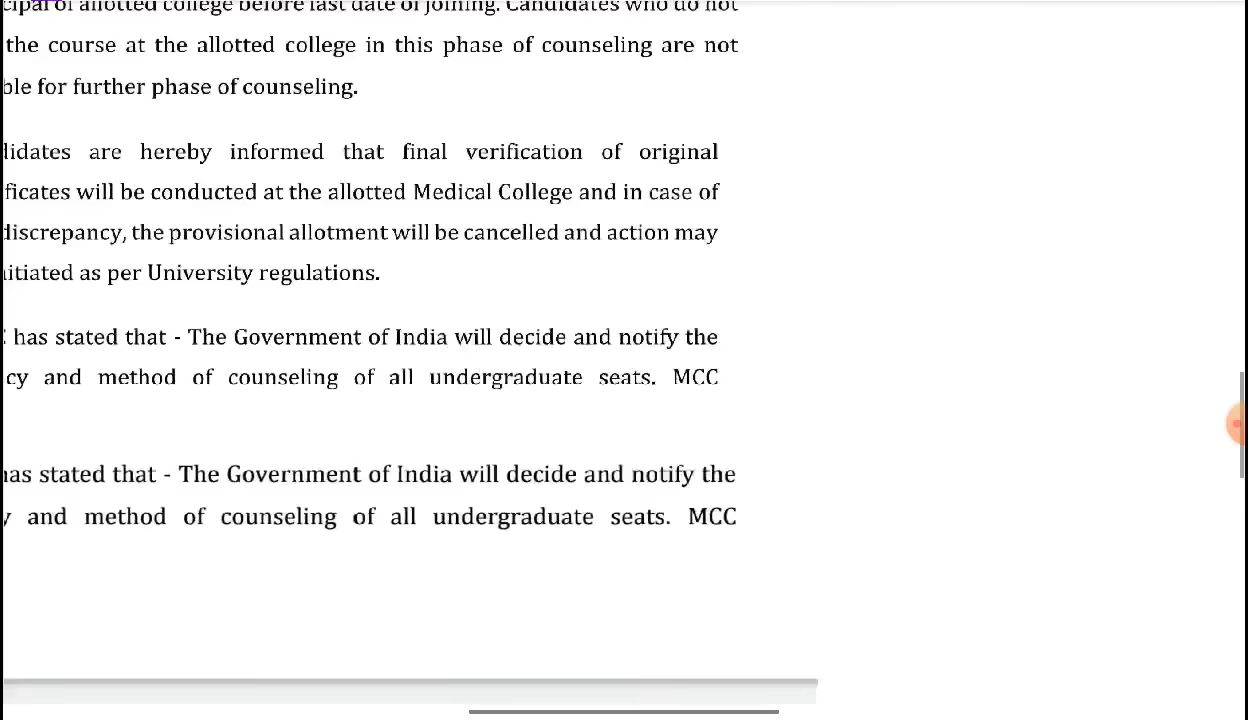 cipal of allotted college before last date of joining. Candidates who do not
the course at the allotted college in this phase of counseling are not
ble for further phase of counseling.
didates are hereby informed that final verification of original
ficates will be conducted at the allotted Medical College and in case of
discrepancy, the provisional allotment will be cancelled and action may
nitiated as per University regulations.
has stated that - The Government of India will decide and notify the
cy and method of counseling of all undergraduate seats. MCC
has stated that - The Government of India will decide and notify the
y and method of counseling of all undergraduate seats. MCC